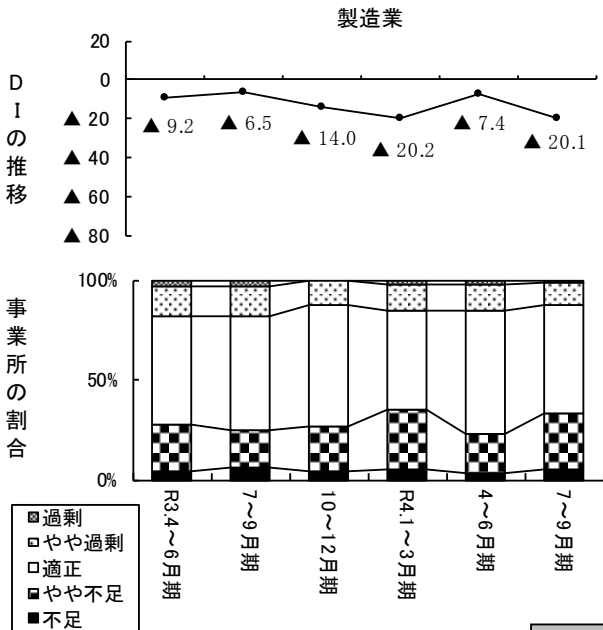 製造業
DIの推移
20
0
▲ 20
▲ 40
▲ 60
▲ 80
▲ 9.2
▲ 6.5
▲ 14.0
▲ 20.2
▲ 7.4
▲ 20.1
事業所の割合
100%
50%
0%
R3.4～6月期
7～9月期
10～12月期
R4.1～3月期
4～6月期
7～9月期
過剰
やや過剰
適正
やや不足
不足